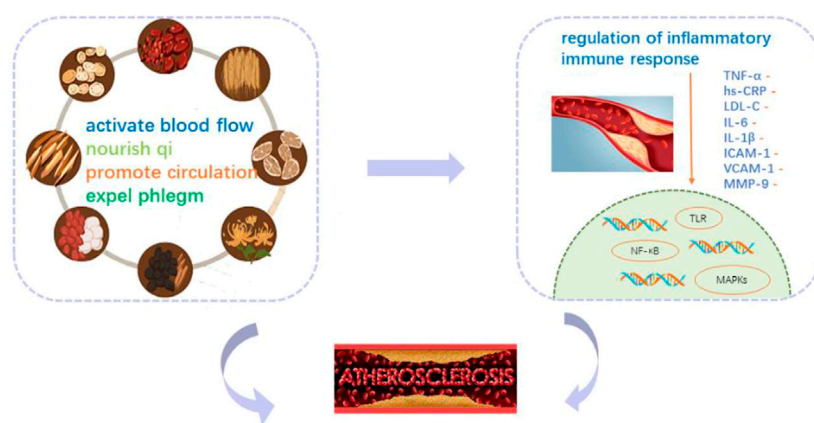 activate blood flow
nourish qi
promote circulation
expel phlegm
regulation of inflammatory
immune response
TNF-α -
hs-CRP -
LDL-C -
IL-6 -
IL-1β -
ICAM-1 -
VCAM-1 -
MMP-9 -
TLR
NF-κB
MAPKs
ATHEROSCLEROSIS